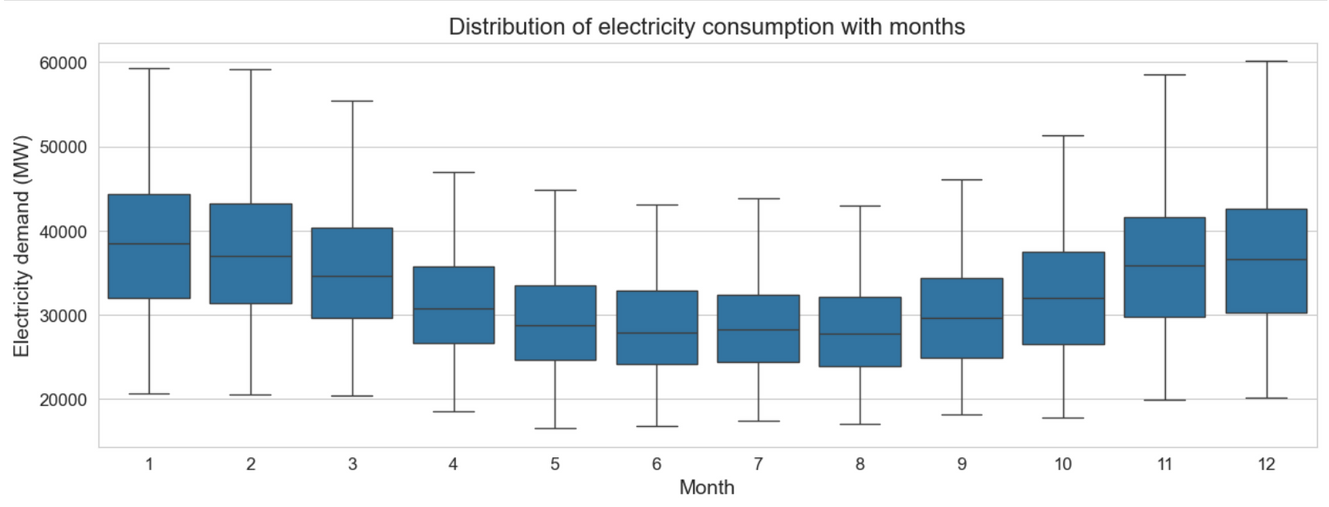 Distribution of electricity consumption with months
60000
50000
40000
30000
20000
Electricity demand (MW)
1 2 3 4 5 6 7 8 9 10 11 12
Month